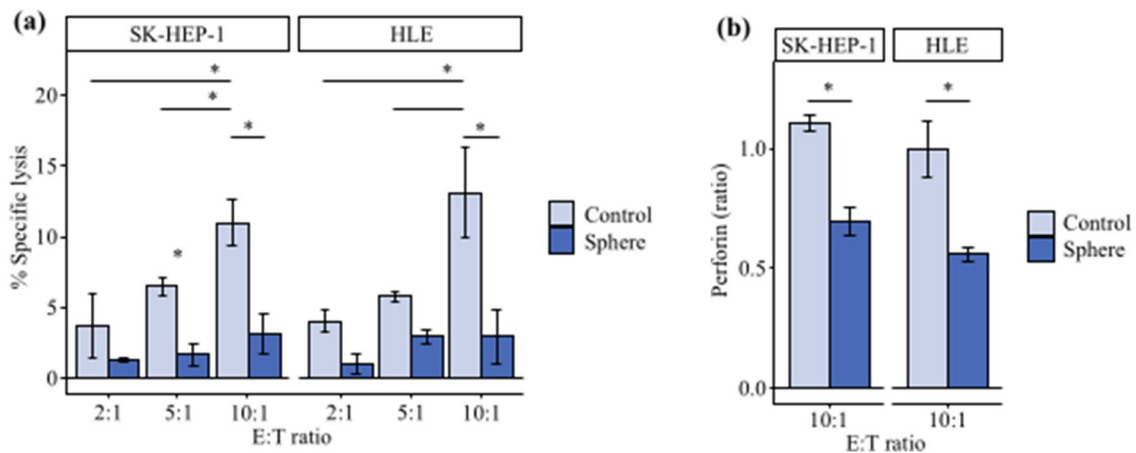 (a)
SK-HEP-1
HLE
*
*
*
*
*
*
% Specific lysis
20
15
10
5
0
2:1
5:1
10:1
2:1
5:1
10:1
E:T ratio
Control
Sphere
(b)
SK-HEP-1
HLE
*
*
Perforin (ratio)
1.0
0.5
0.0
10:1
10:1
E:T ratio
Control
Sphere